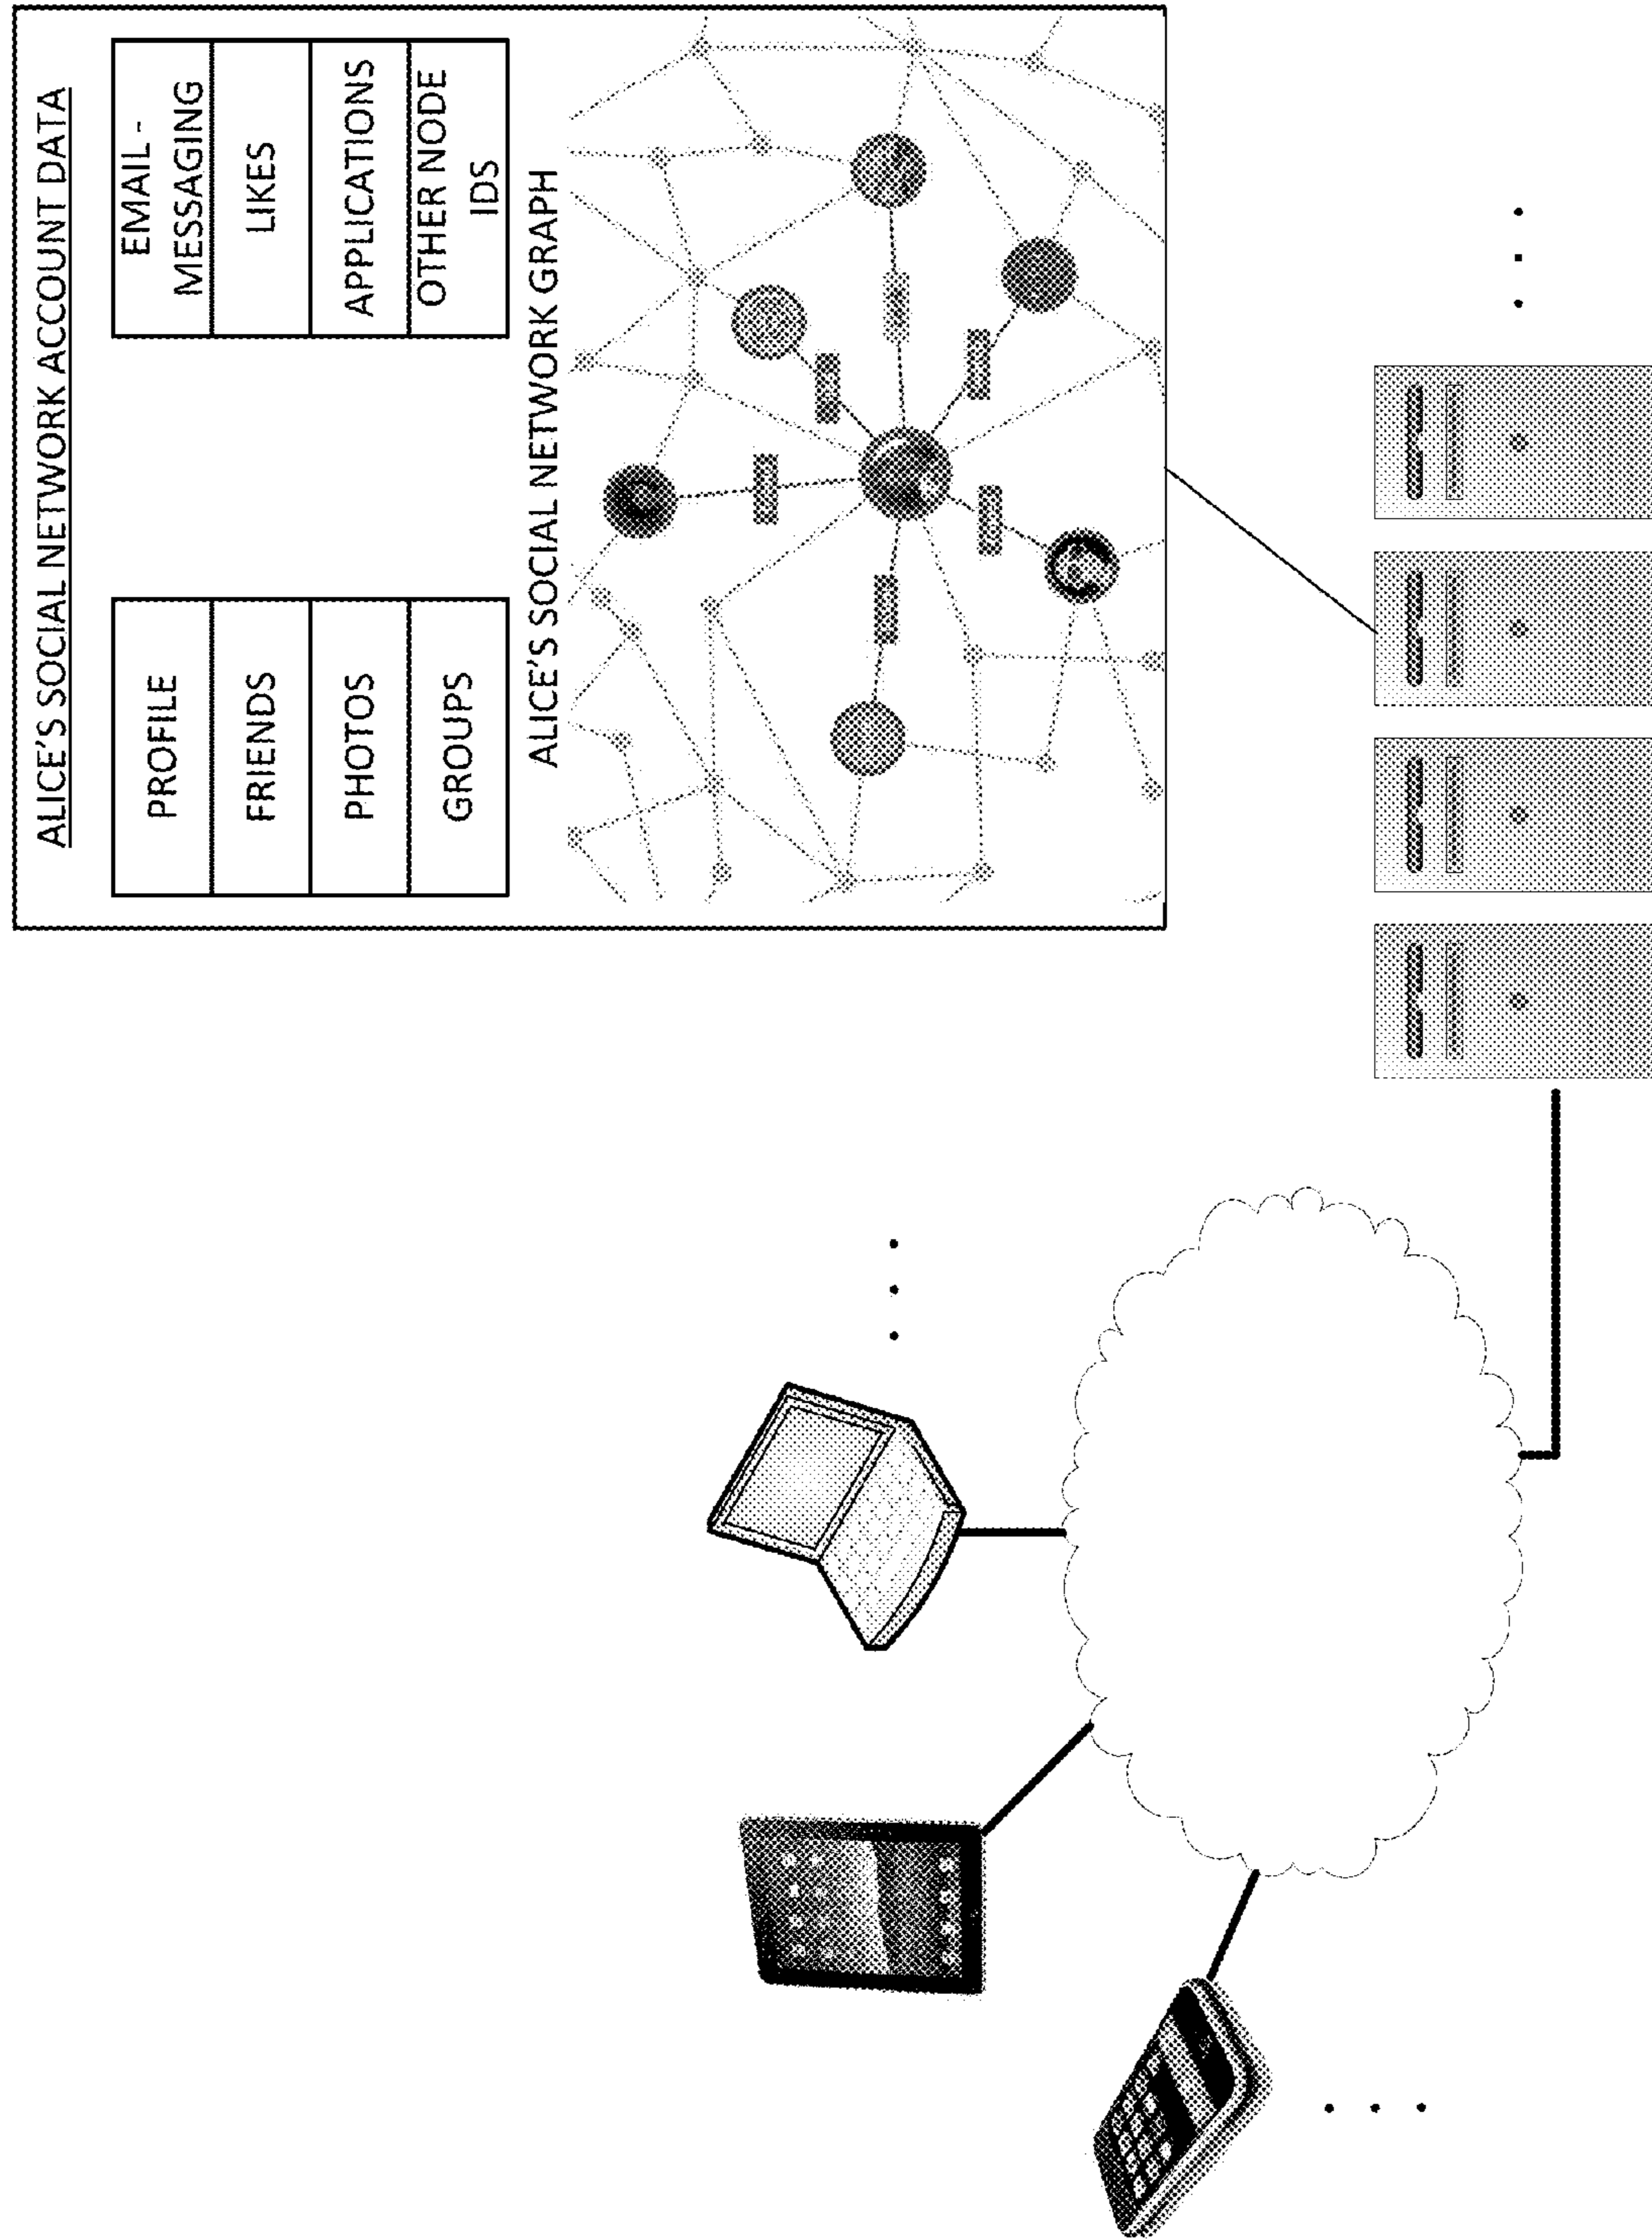 ALICE'S SOCIAL NETWORK ACCOUNT DATA
PROFILE
FRIENDS
PHOTOS
GROUPS
EMAIL -
MESSAGING
LIKES
APPLICATIONS
OTHER NODE
IDS
ALICE'S SOCIAL NETWORK GRAPH